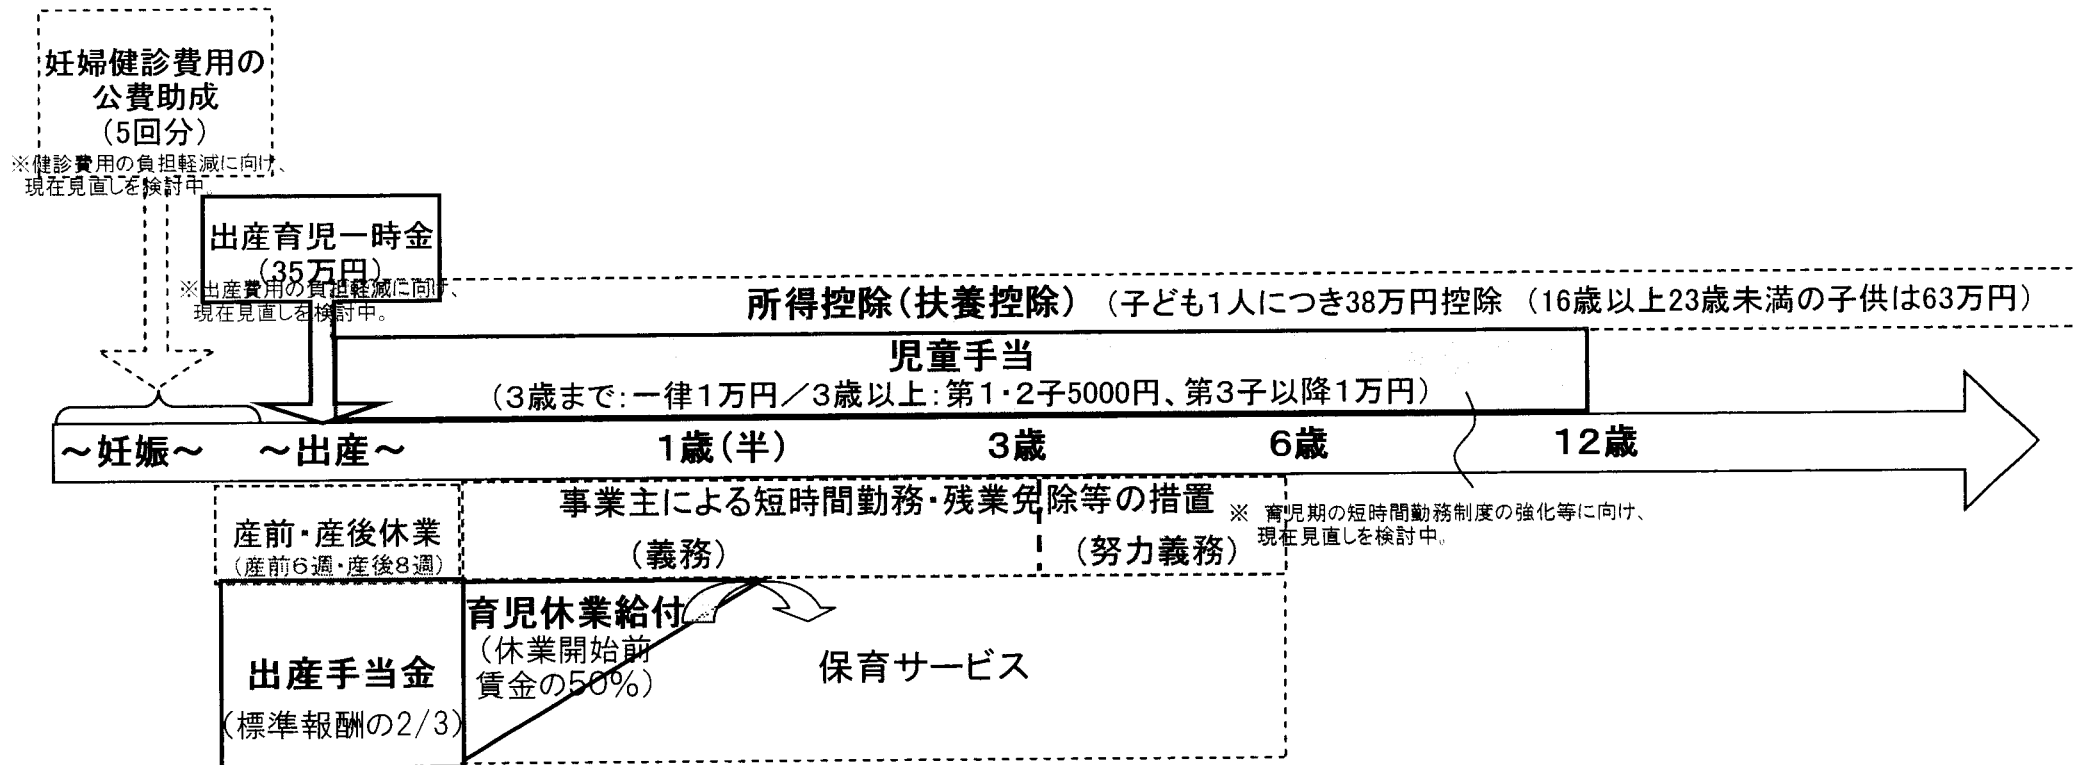 妊婦健診費用の
公費助成
(5回分)
※健診費用の負担軽減に向け、
現在見直しを検討中。
出産育児一時金
(35万円)
※出産費用の負担軽減に向け、
現在見直しを検討中。
所得控除(扶養控除) (子ども1人につき38万円控除 (16歳以上23歳未満の子供は63万円)
児童手当
(3歳まで:一律1万円/3歳以上:第1・2子5000円、第3子以降1万円)
~妊娠~ ~出産~ 1歳(半) 3歳 6歳 12歳
事業主による短時間勤務・残業免除等の措置
(義務) (努力義務)
※ 育児期の短時間勤務制度の強化等に向け、
現在見直しを検討中。
産前・産後休業
(産前6週・産後8週)
育児休業給付
(休業開始前
賃金の50%)
出産手当金
(標準報酬の2/3)
保育サービス